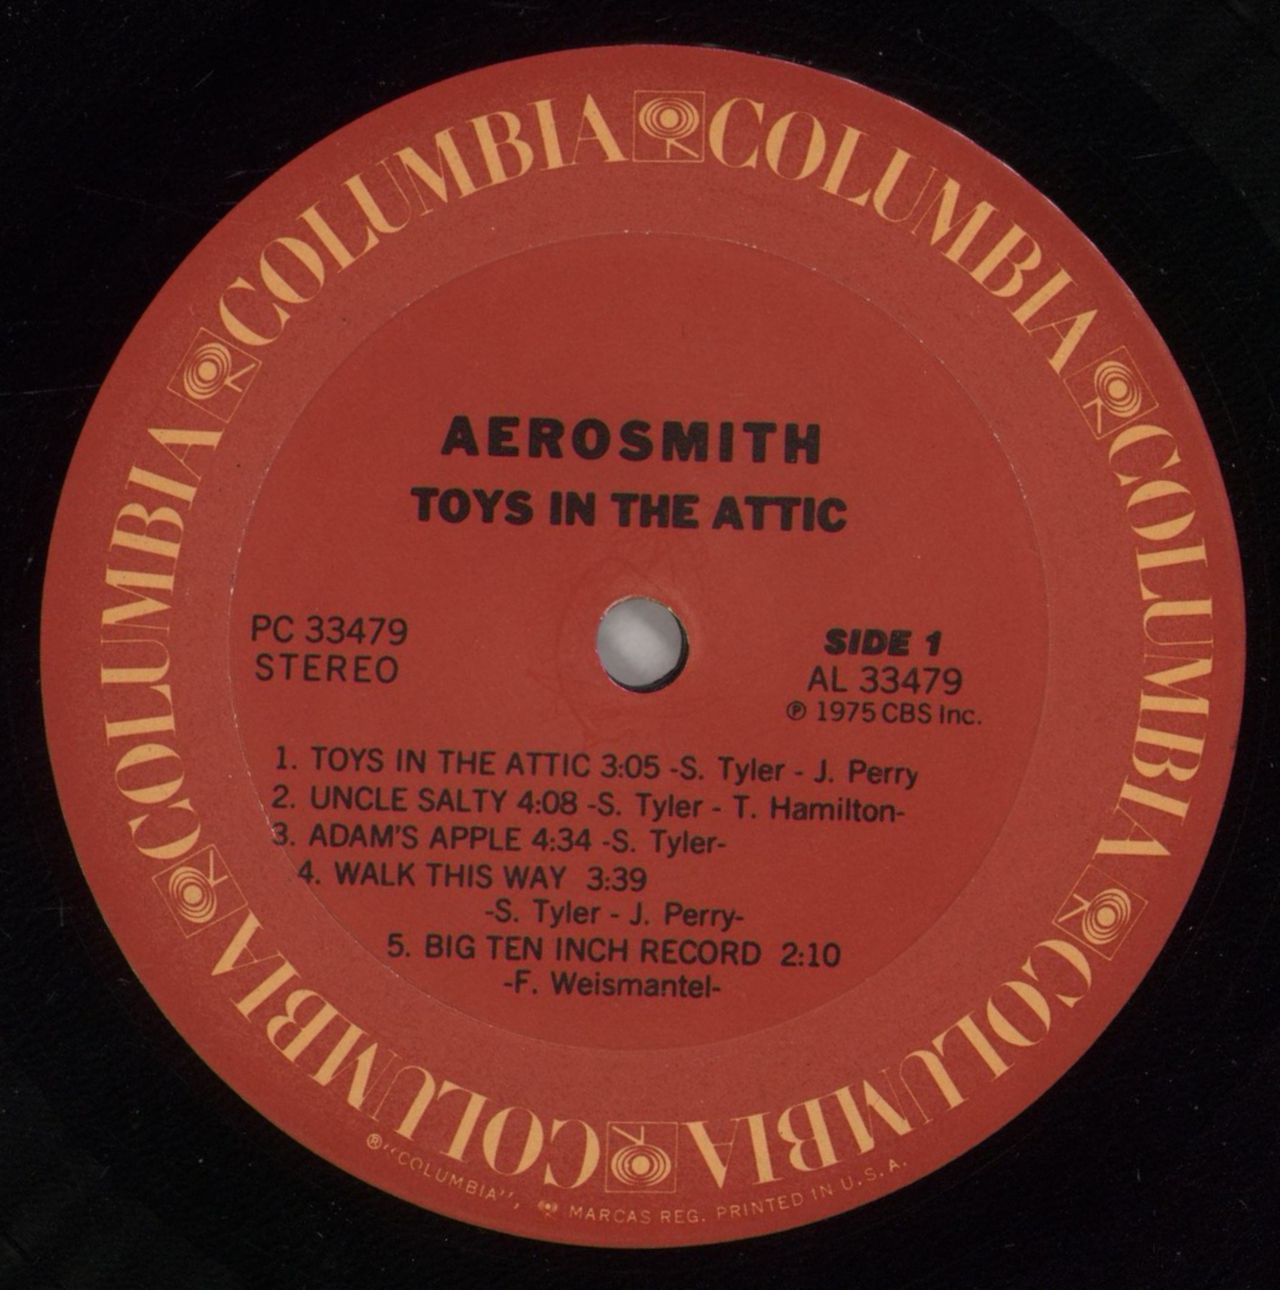 COLUMBIA COLUMBIA COLUMBIA COLUMBIA COLUMBIA COLUMBIA
AEROSMITH
TOYS IN THE ATTIC
PC 33479
STEREO
SIDE 1
AL 33479
℗ 1975 CBS Inc.
1. TOYS IN THE ATTIC 3:05 -S. Tyler - J. Perry
2. UNCLE SALTY 4:08 -S. Tyler - T. Hamilton-
3. ADAM'S APPLE 4:34 -S. Tyler-
4. WALK THIS WAY 3:39
-S. Tyler - J. Perry-
5. BIG TEN INCH RECORD 2:10
-F. Weismantel-
® "COLUMBIA", MARCAS REG. PRINTED IN U.S.A.